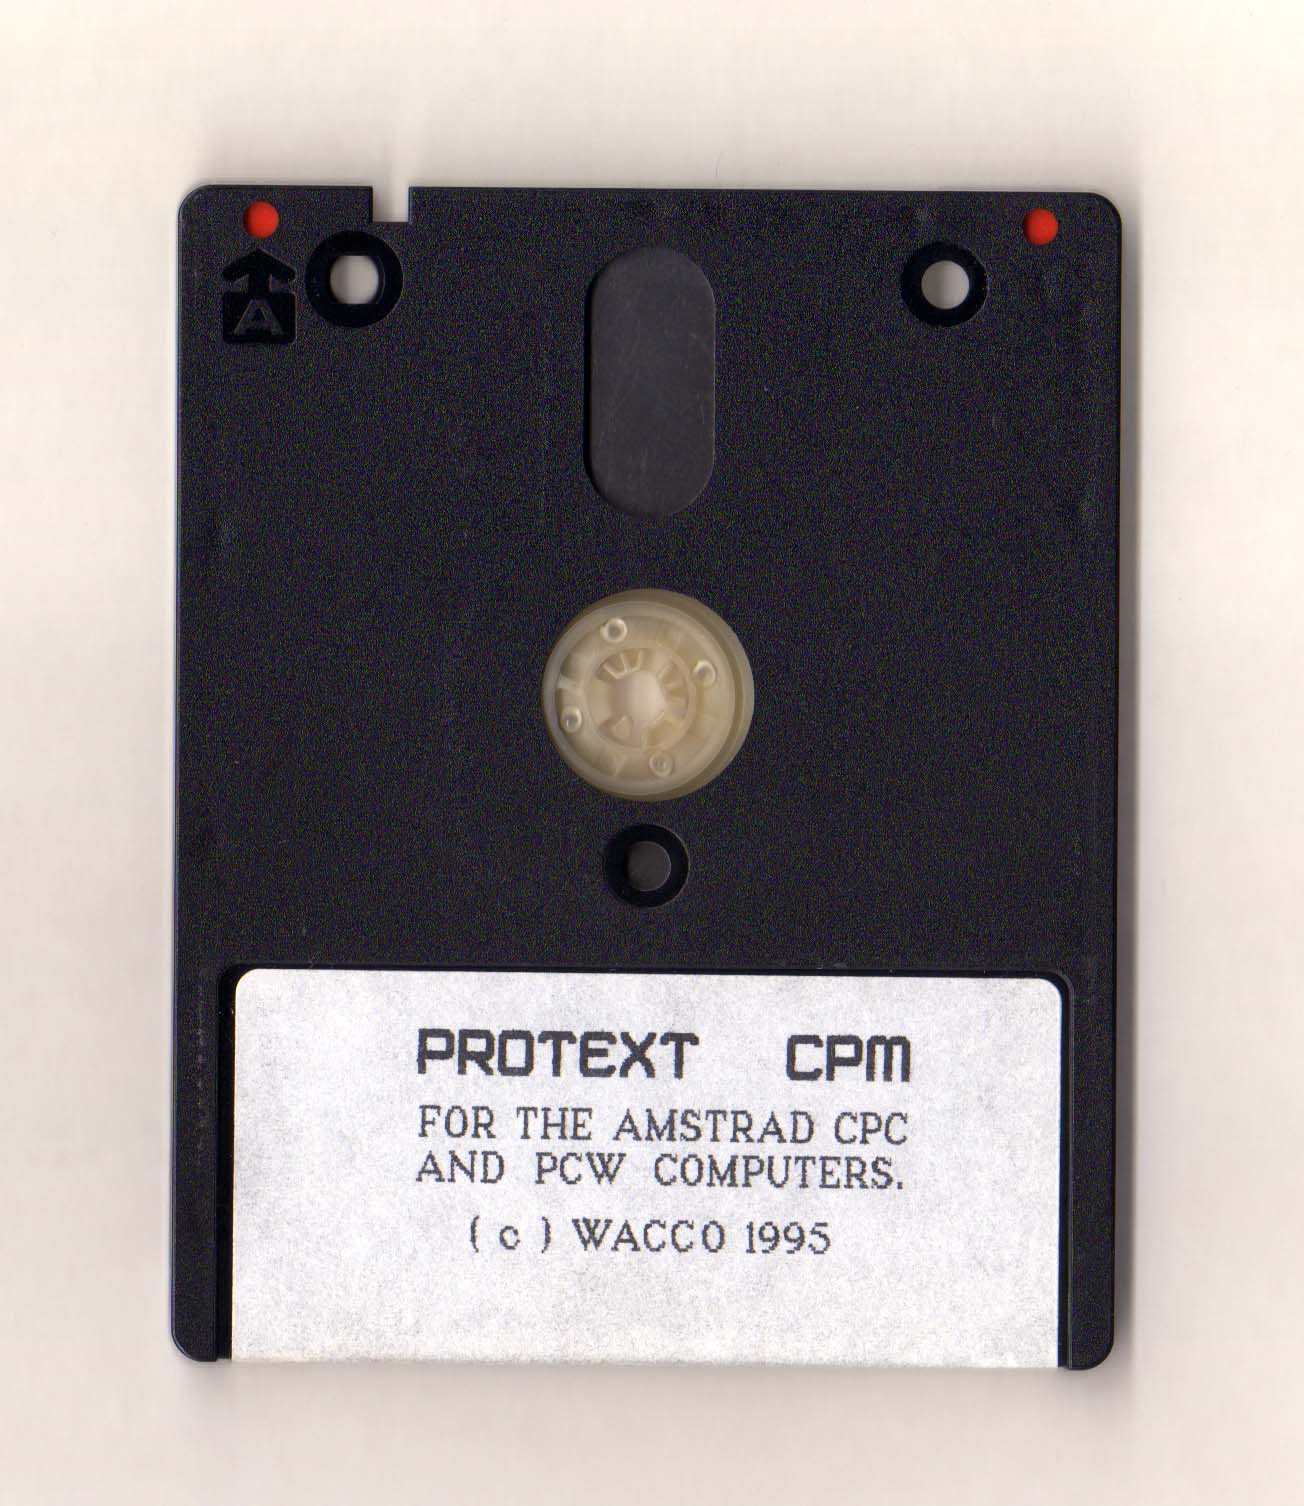 A
PROTEXT CPM
FOR THE AMSTRAD CPC
AND PCW COMPUTERS.
(c) WACCO 1995